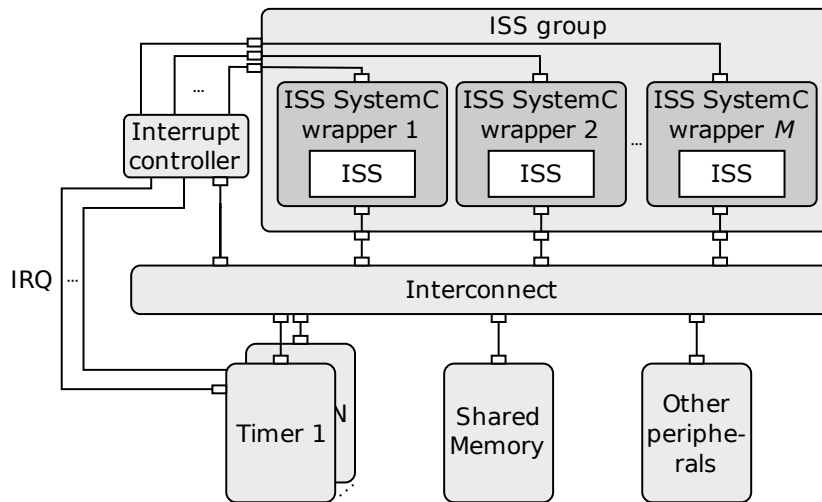 ISS group
...
ISS SystemC
wrapper 1
ISS
ISS SystemC
wrapper 2
ISS
...
ISS SystemC
wrapper M
ISS
Interrupt
controller
IRQ
...
Interconnect
N
Timer 1
Shared
Memory
Other
periphe-
rals